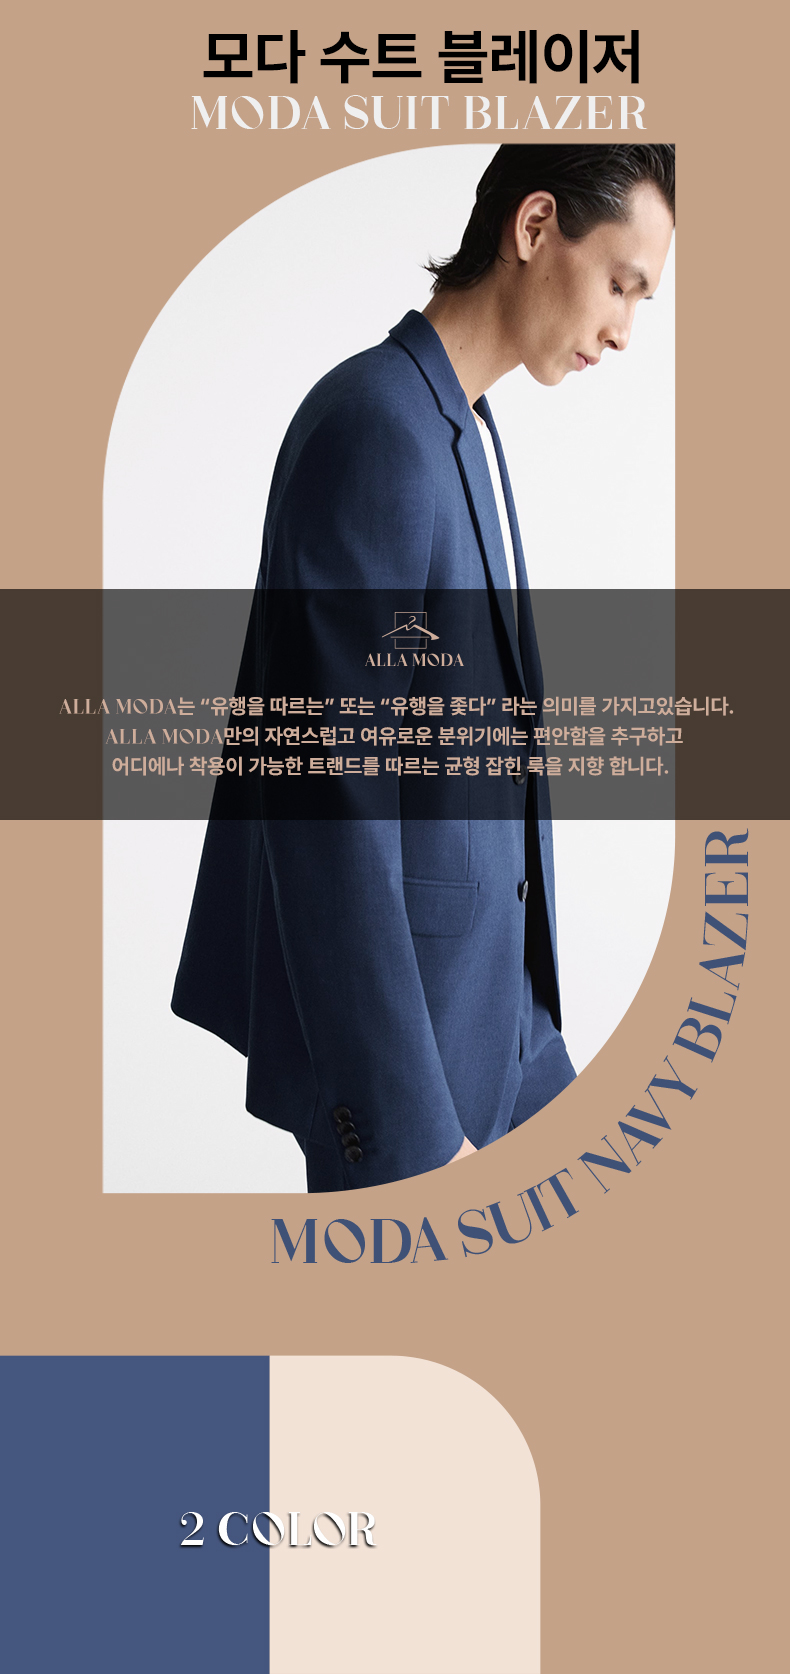 모다 수트 블레이저
MODA SUIT BLAZER
ALLA MODA
ALLA MODA는 “유행을 따르는” 또는 “유행을 좇다” 라는 의미를 가지고있습니다.
ALLA MODA만의 자연스럽고 여유로운 분위기에는 편안함을 추구하고
어디에나 착용이 가능한 트랜드를 따르는 균형 잡힌 룩을 지향 합니다.
MODA SUIT NAVY BLAZER
2 COLOR